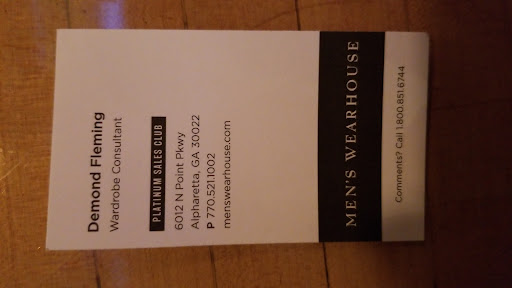 Demond Fleming
Wardrobe Consultant
PLATINUM SALES CLUB
6012 N Point Pkwy
Alpharetta, GA 30022
P 770.521.1002
menswearhouse.com
MEN'S WEARHOUSE
Comments? Call 1.800.851.6744